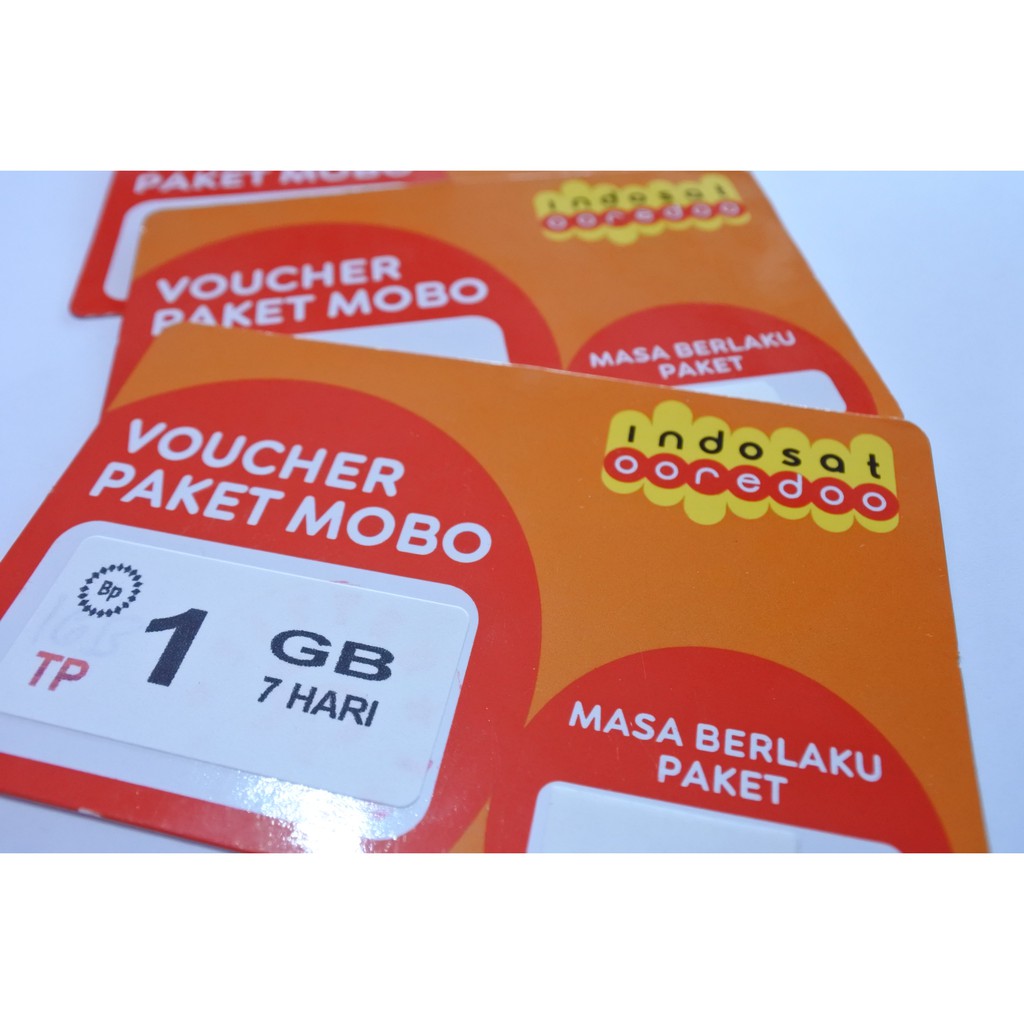 PAKET MOBO
indosat
ooredoo
VOUCHER
PAKET MOBO
MASA BERLAKU
PAKET
indosat
ooredoo
VOUCHER
PAKET MOBO
Bp
1 GB
TP
7 HARI
MASA BERLAKU
PAKET